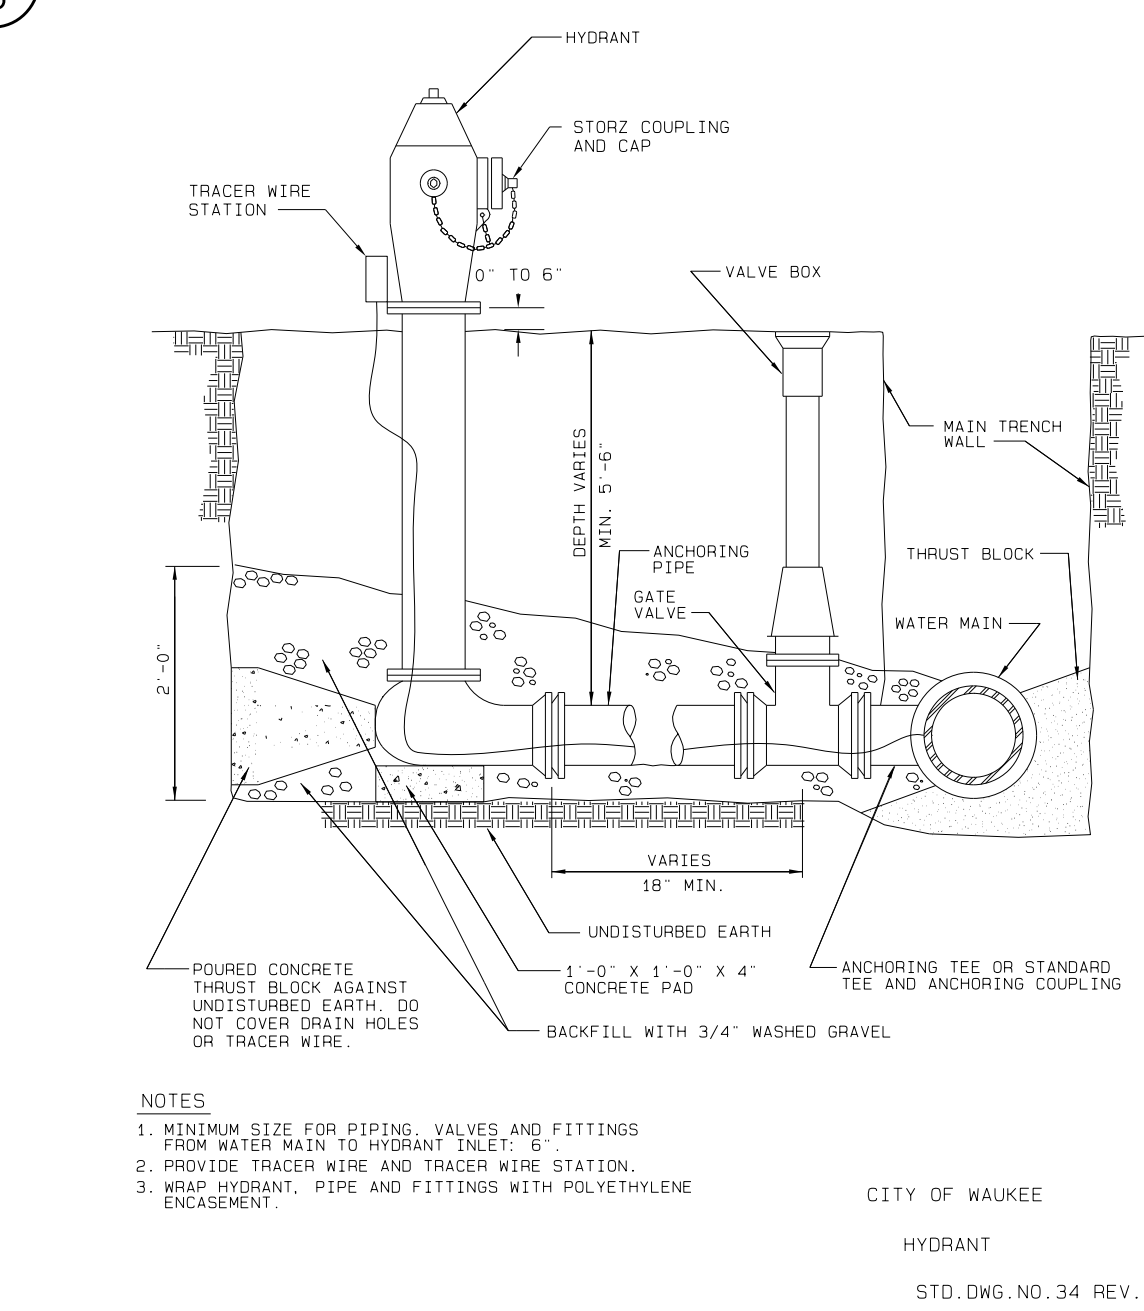 HYDRANT
STORZ COUPLING
AND CAP
TRACER WIRE
STATION
0" TO 6"
VALVE BOX
MAIN TRENCH
WALL
DEPTH VARIES
MIN. 5'-6"
ANCHORING
PIPE
THRUST BLOCK
GATE
VALVE
WATER MAIN
2'-0"
VARIES
18" MIN.
UNDISTURBED EARTH
POURED CONCRETE
THRUST BLOCK AGAINST
UNDISTURBED EARTH. DO
NOT COVER DRAIN HOLES
OR TRACER WIRE.
1'-0" X 1'-0" X 4"
CONCRETE PAD
ANCHORING TEE OR STANDARD
TEE AND ANCHORING COUPLING
BACKFILL WITH 3/4" WASHED GRAVEL
NOTES
1. MINIMUM SIZE FOR PIPING, VALVES AND FITTINGS
FROM WATER MAIN TO HYDRANT INLET: 6".
2. PROVIDE TRACER WIRE AND TRACER WIRE STATION.
3. WRAP HYDRANT, PIPE AND FITTINGS WITH POLYETHYLENE
ENCASEMENT.
CITY OF WAUKEE
HYDRANT
STD.DWG.NO.34 REV.